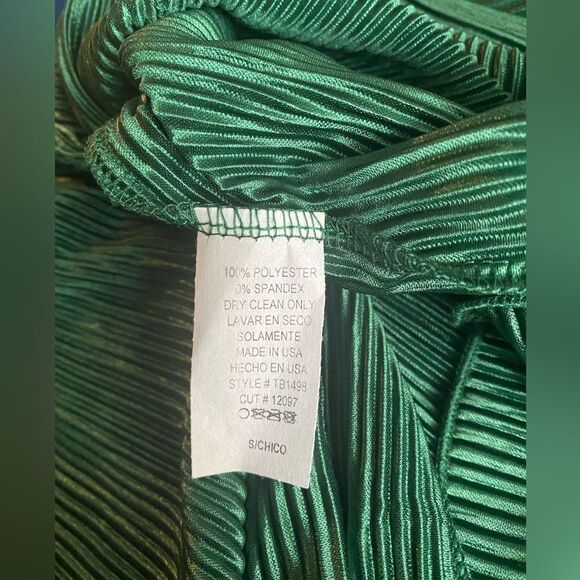 100% POLYESTER
0% SPANDEX
DRY CLEAN ONLY
LAVAR EN SECO
SOLAMENTE
MADE IN USA
HECHO EN USA
STYLE # TB1498
CUT # 12097
S/CHICO